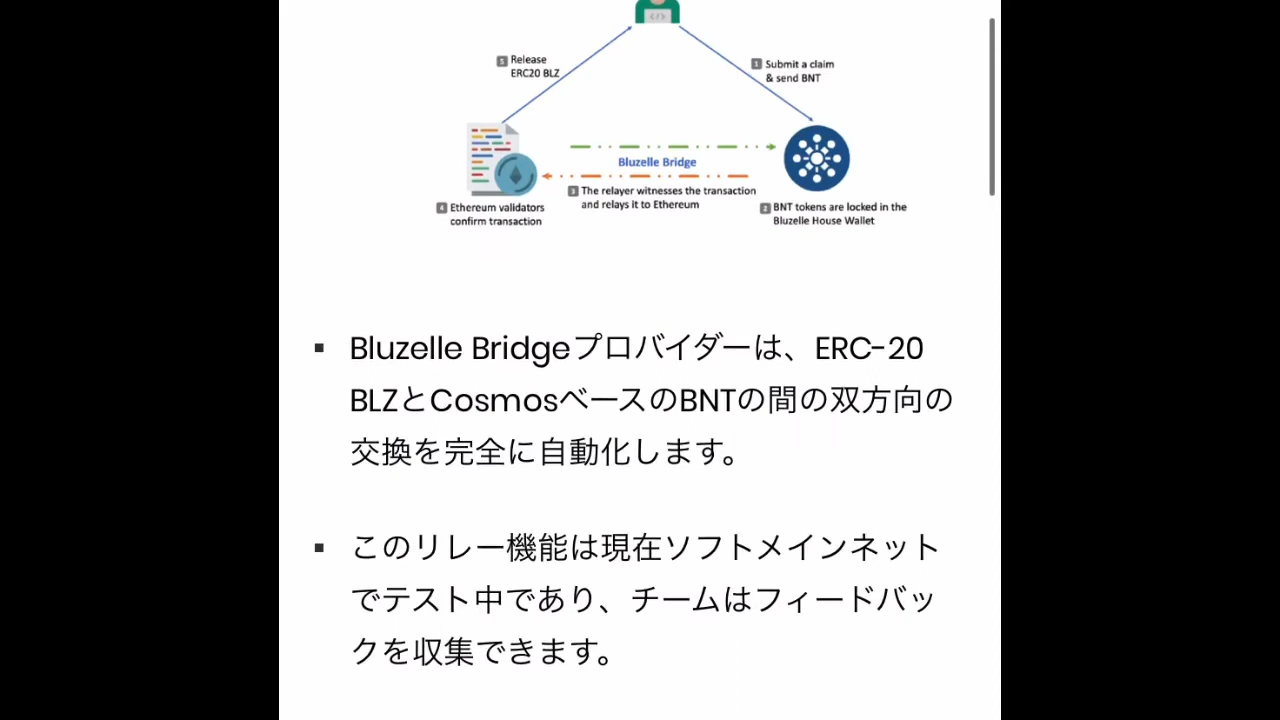 </>
5 Release
ERC20 BLZ
1 Submit a claim
& send BNT
Bluzelle Bridge
3 The relayer witnesses the transaction
and relays it to Ethereum
4 Ethereum validators
confirm transaction
2 BNT tokens are locked in the
Bluzelle House Wallet
▪ Bluzelle Bridgeプロバイダーは、ERC-20
BLZとCosmosベースのBNTの間の双方向の
交換を完全に自動化します。
▪ このリレー機能は現在ソフトメインネット
でテスト中であり、チームはフィードバッ
クを収集できます。